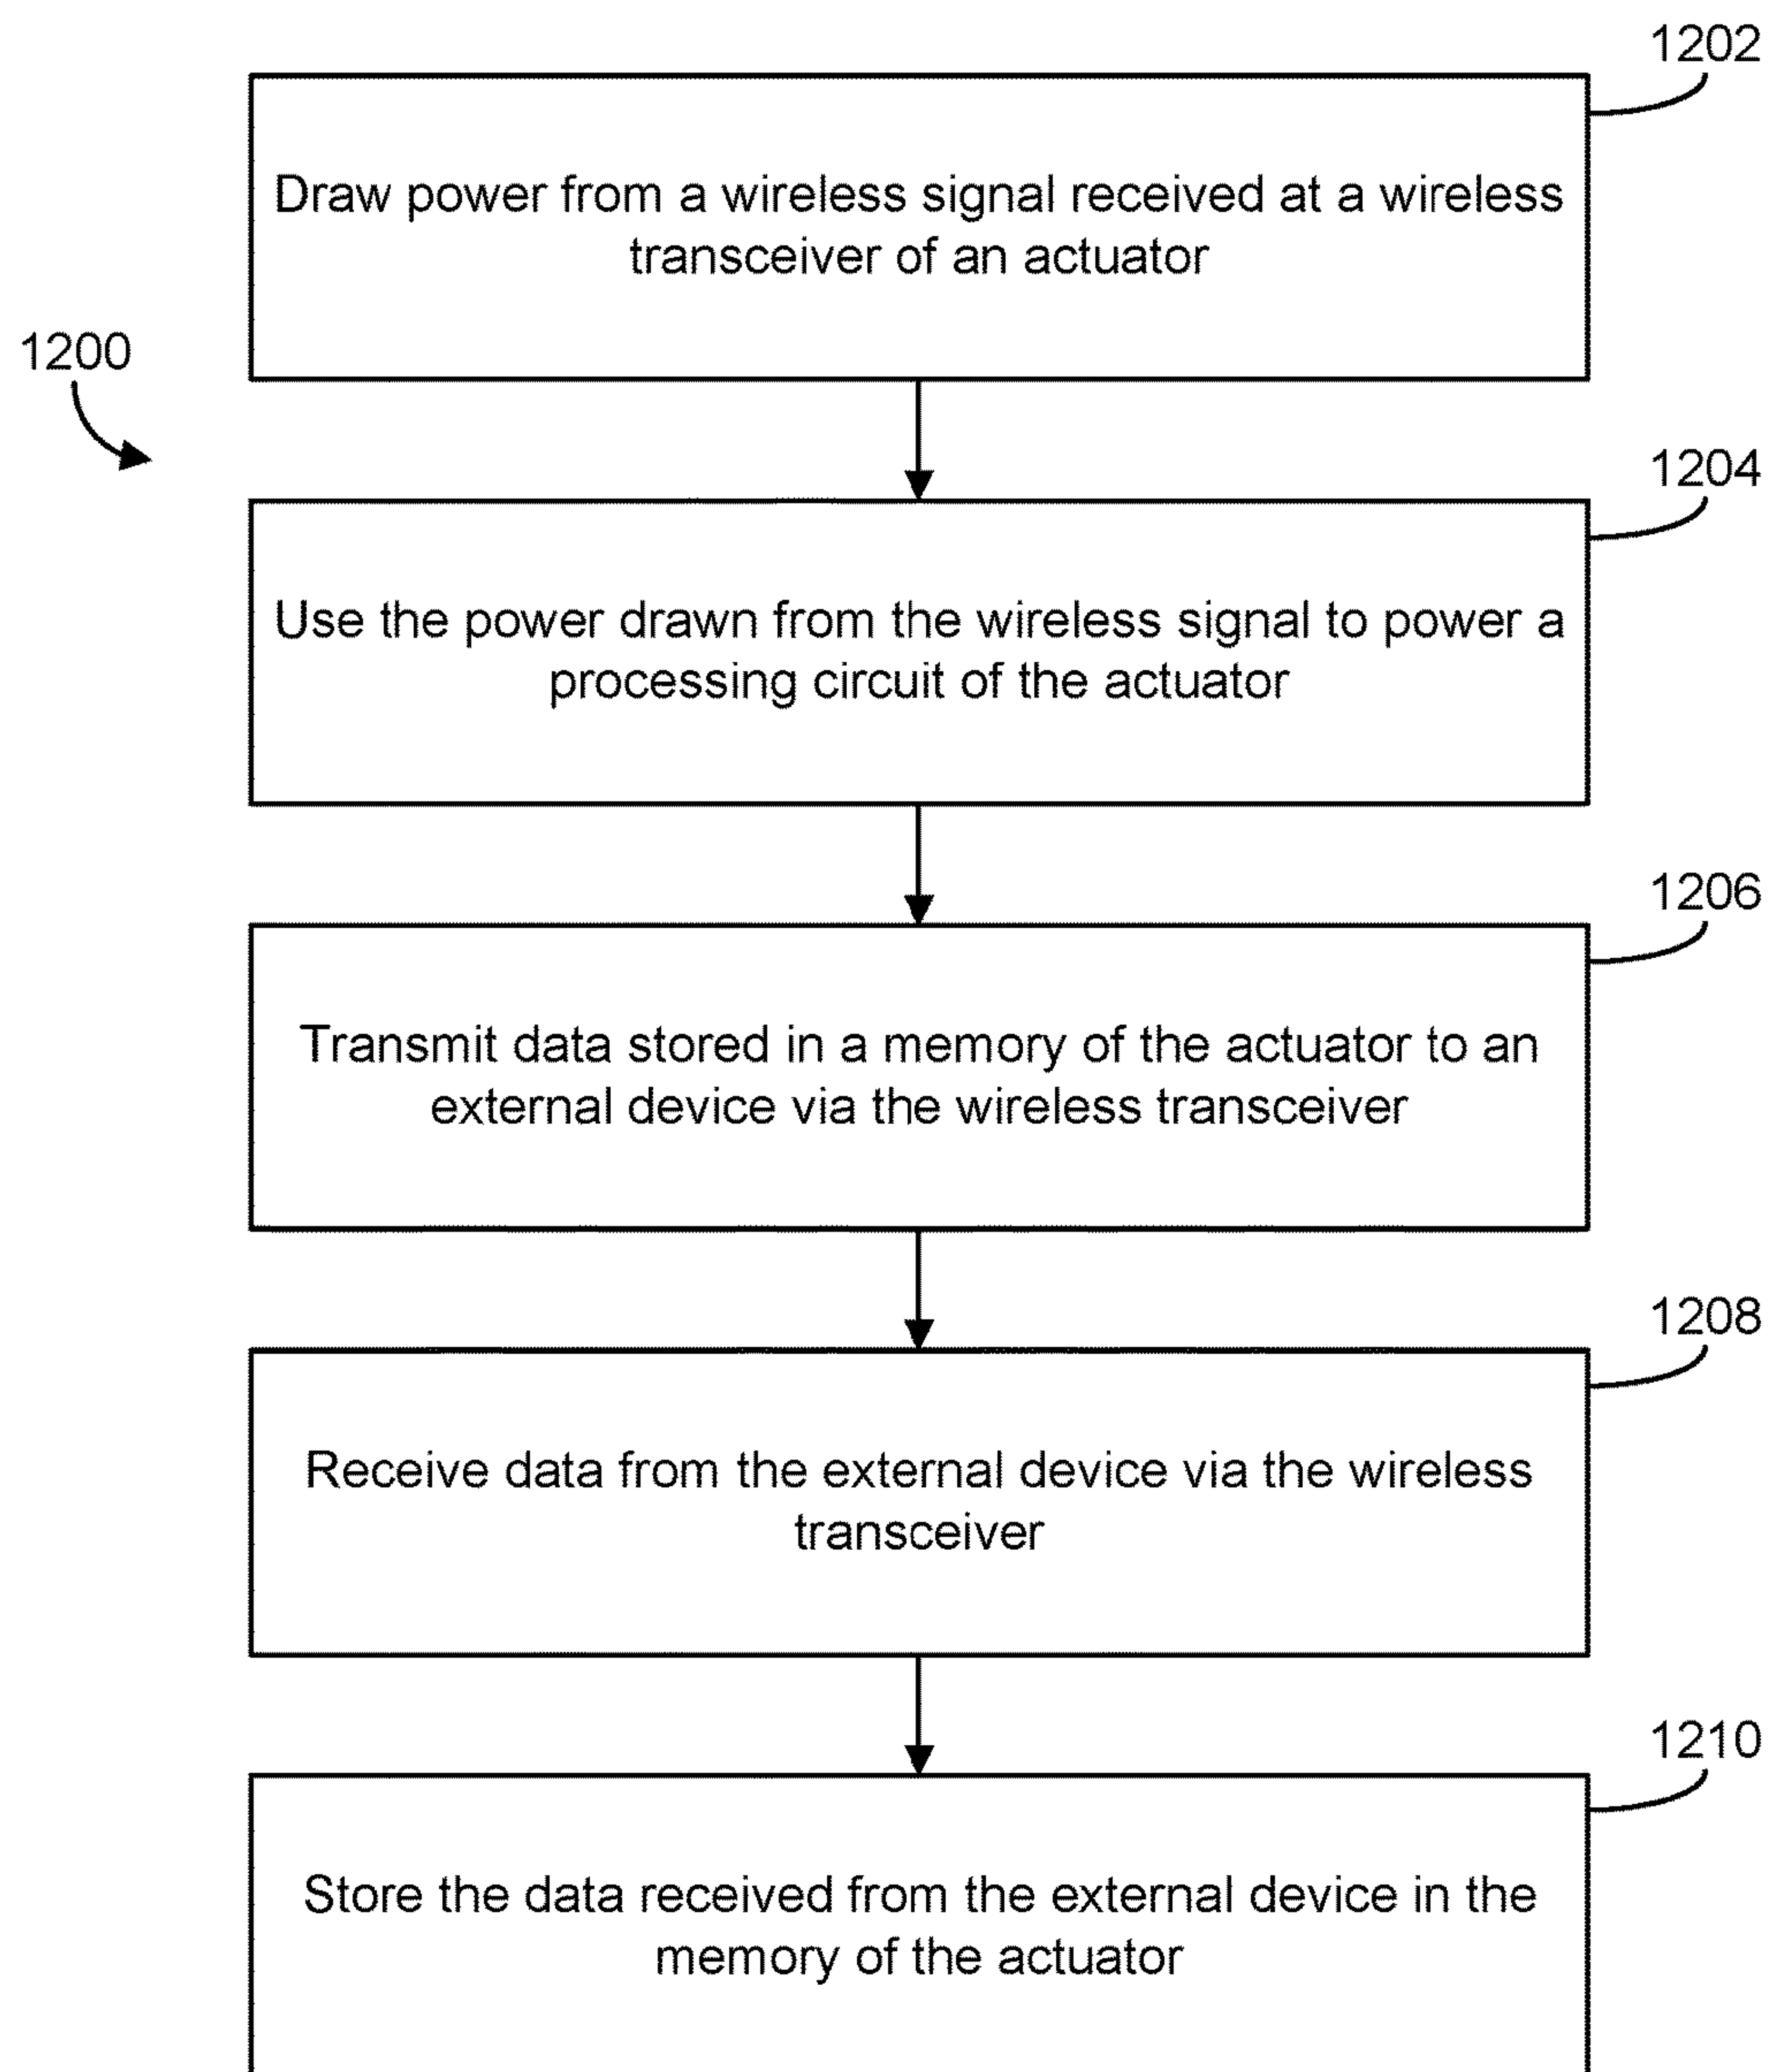 1202
Draw power from a wireless signal received at a wireless
transceiver of an actuator
1200
1204
Use the power drawn from the wireless signal to power a
processing circuit of the actuator
1206
Transmit data stored in a memory of the actuator to an
external device via the wireless transceiver
1208
Receive data from the external device via the wireless
transceiver
1210
Store the data received from the external device in the
memory of the actuator